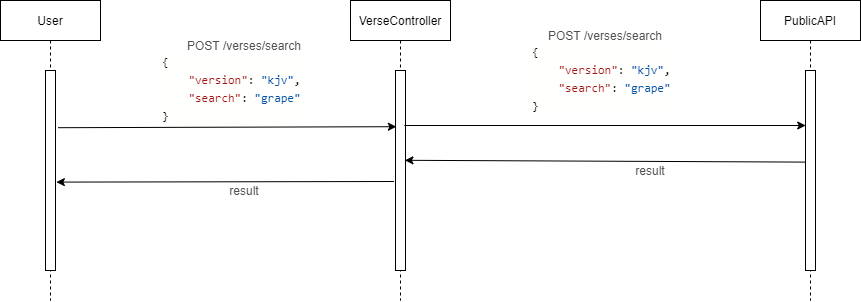 User
VerseController
PublicAPI
POST /verses/search
{
"version": "kjv",
"search": "grape"
}
POST /verses/search
{
"version": "kjv",
"search": "grape"
}
result
result